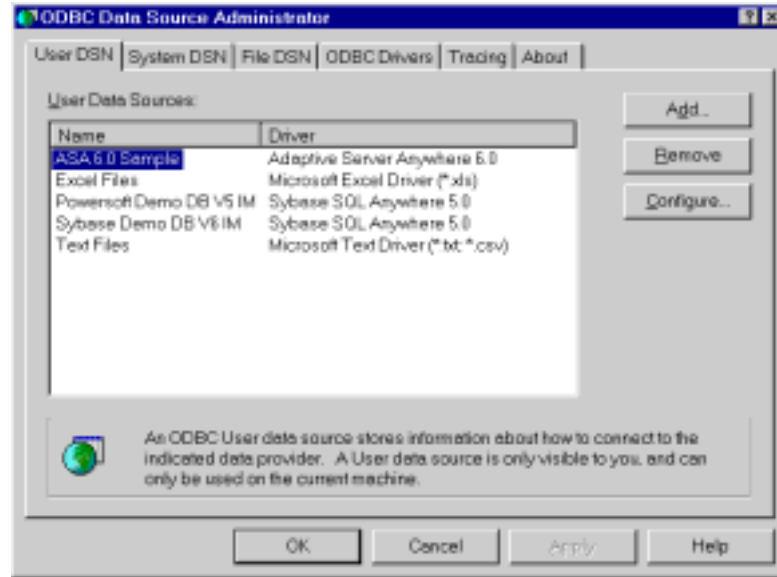 ODBC Data Source Administrator
User DSN System DSN File DSN ODBC Drivers Tracing About
User Data Sources:
Add...
Name Driver
ASA 6.0 Sample Adaptive Server Anywhere 6.0
Remove
Excel Files Microsoft Excel Driver (*.xls)
Powersoft Demo DB V5 IM Sybase SQL Anywhere 5.0
Configure...
Sybase Demo DB V6 IM Sybase SQL Anywhere 5.0
Text Files Microsoft Text Driver (*.txt; *.csv)
An ODBC User data source stores information about how to connect to the
indicated data provider. A User data source is only visible to you, and can
only be used on the current machine.
OK Cancel Apply Help